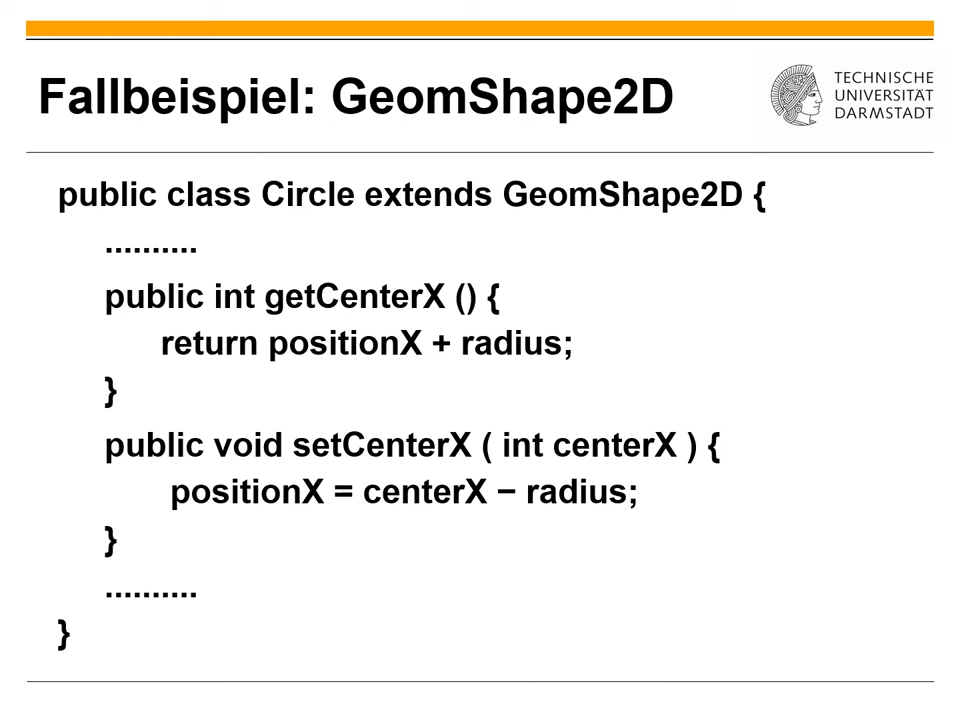 Fallbeispiel: GeomShape2D
TECHNISCHE
UNIVERSITÄT
DARMSTADT
public class Circle extends GeomShape2D {
..........
public int getCenterX () {
return positionX + radius;
}
public void setCenterX ( int centerX ) {
positionX = centerX − radius;
}
..........
}